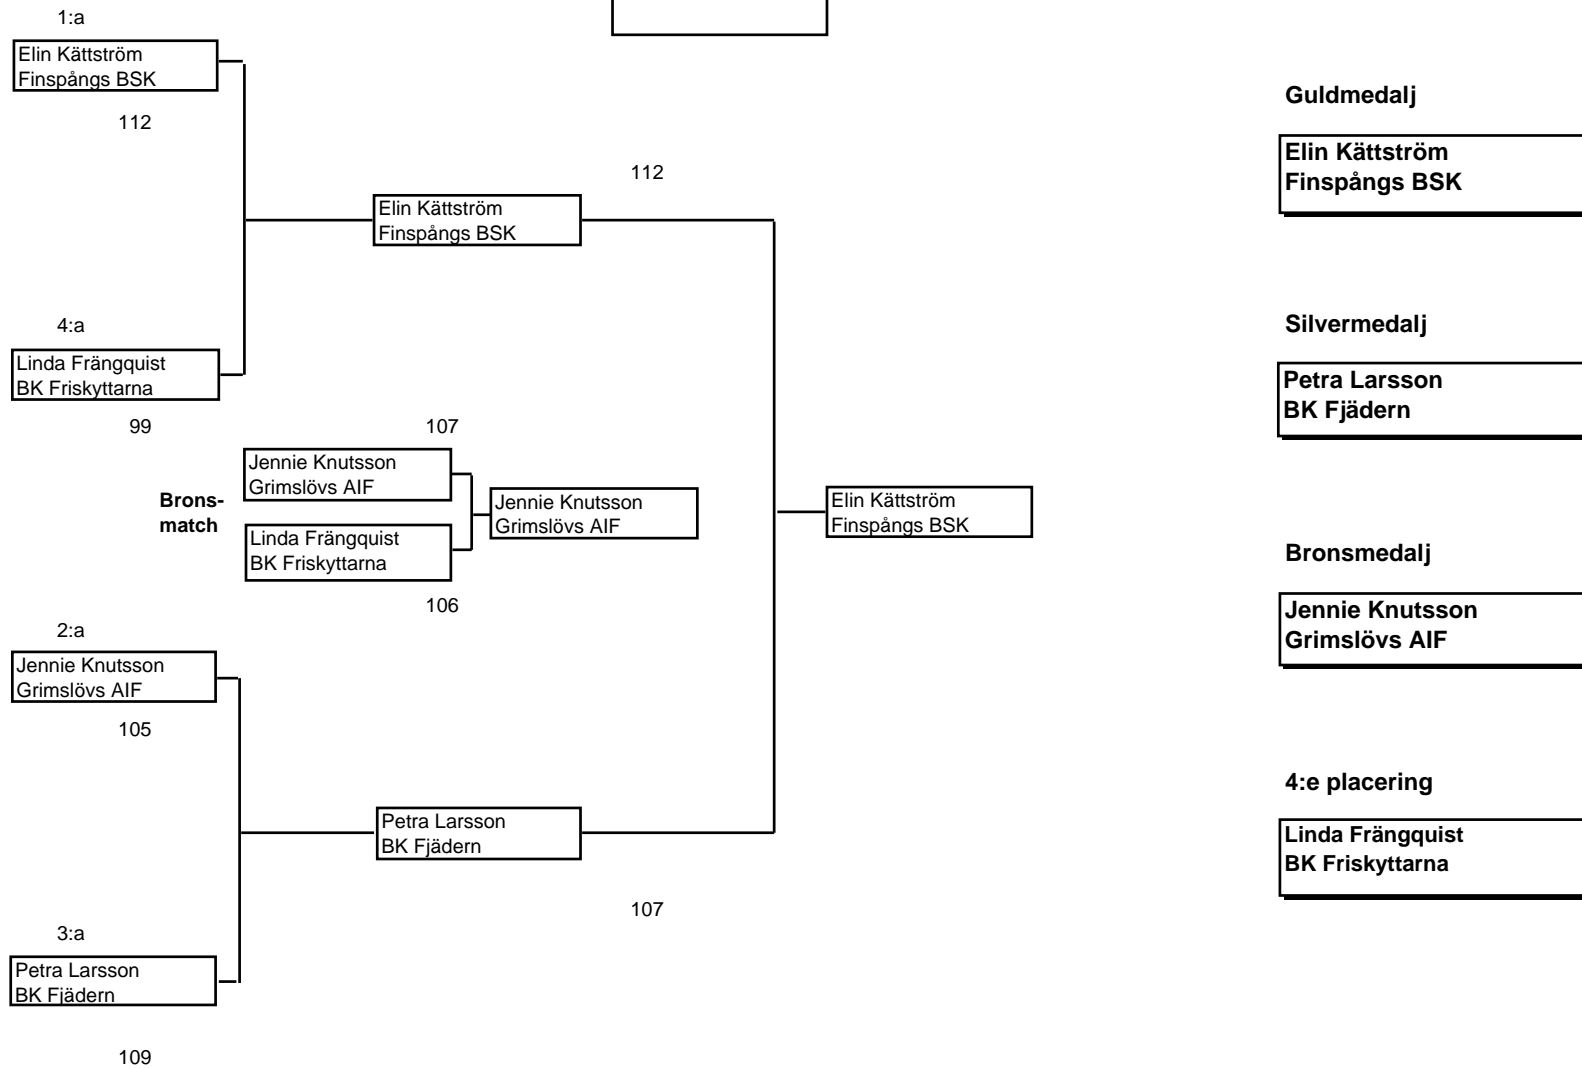 1:a
Elin Kättström
Finspångs BSK
112
112
Elin Kättström
Finspångs BSK
4:a
Linda Frängquist
BK Friskyttarna
99
107
Brons-
match
Jennie Knutsson
Grimslövs AIF
Linda Frängquist
BK Friskyttarna
106
Jennie Knutsson
Grimslövs AIF
Elin Kättström
Finspångs BSK
2:a
Jennie Knutsson
Grimslövs AIF
105
Petra Larsson
BK Fjädern
107
3:a
Petra Larsson
BK Fjädern
109
Guldmedalj
Elin Kättström
Finspångs BSK
Silvermedalj
Petra Larsson
BK Fjädern
Bronsmedalj
Jennie Knutsson
Grimslövs AIF
4:e placering
Linda Frängquist
BK Friskyttarna